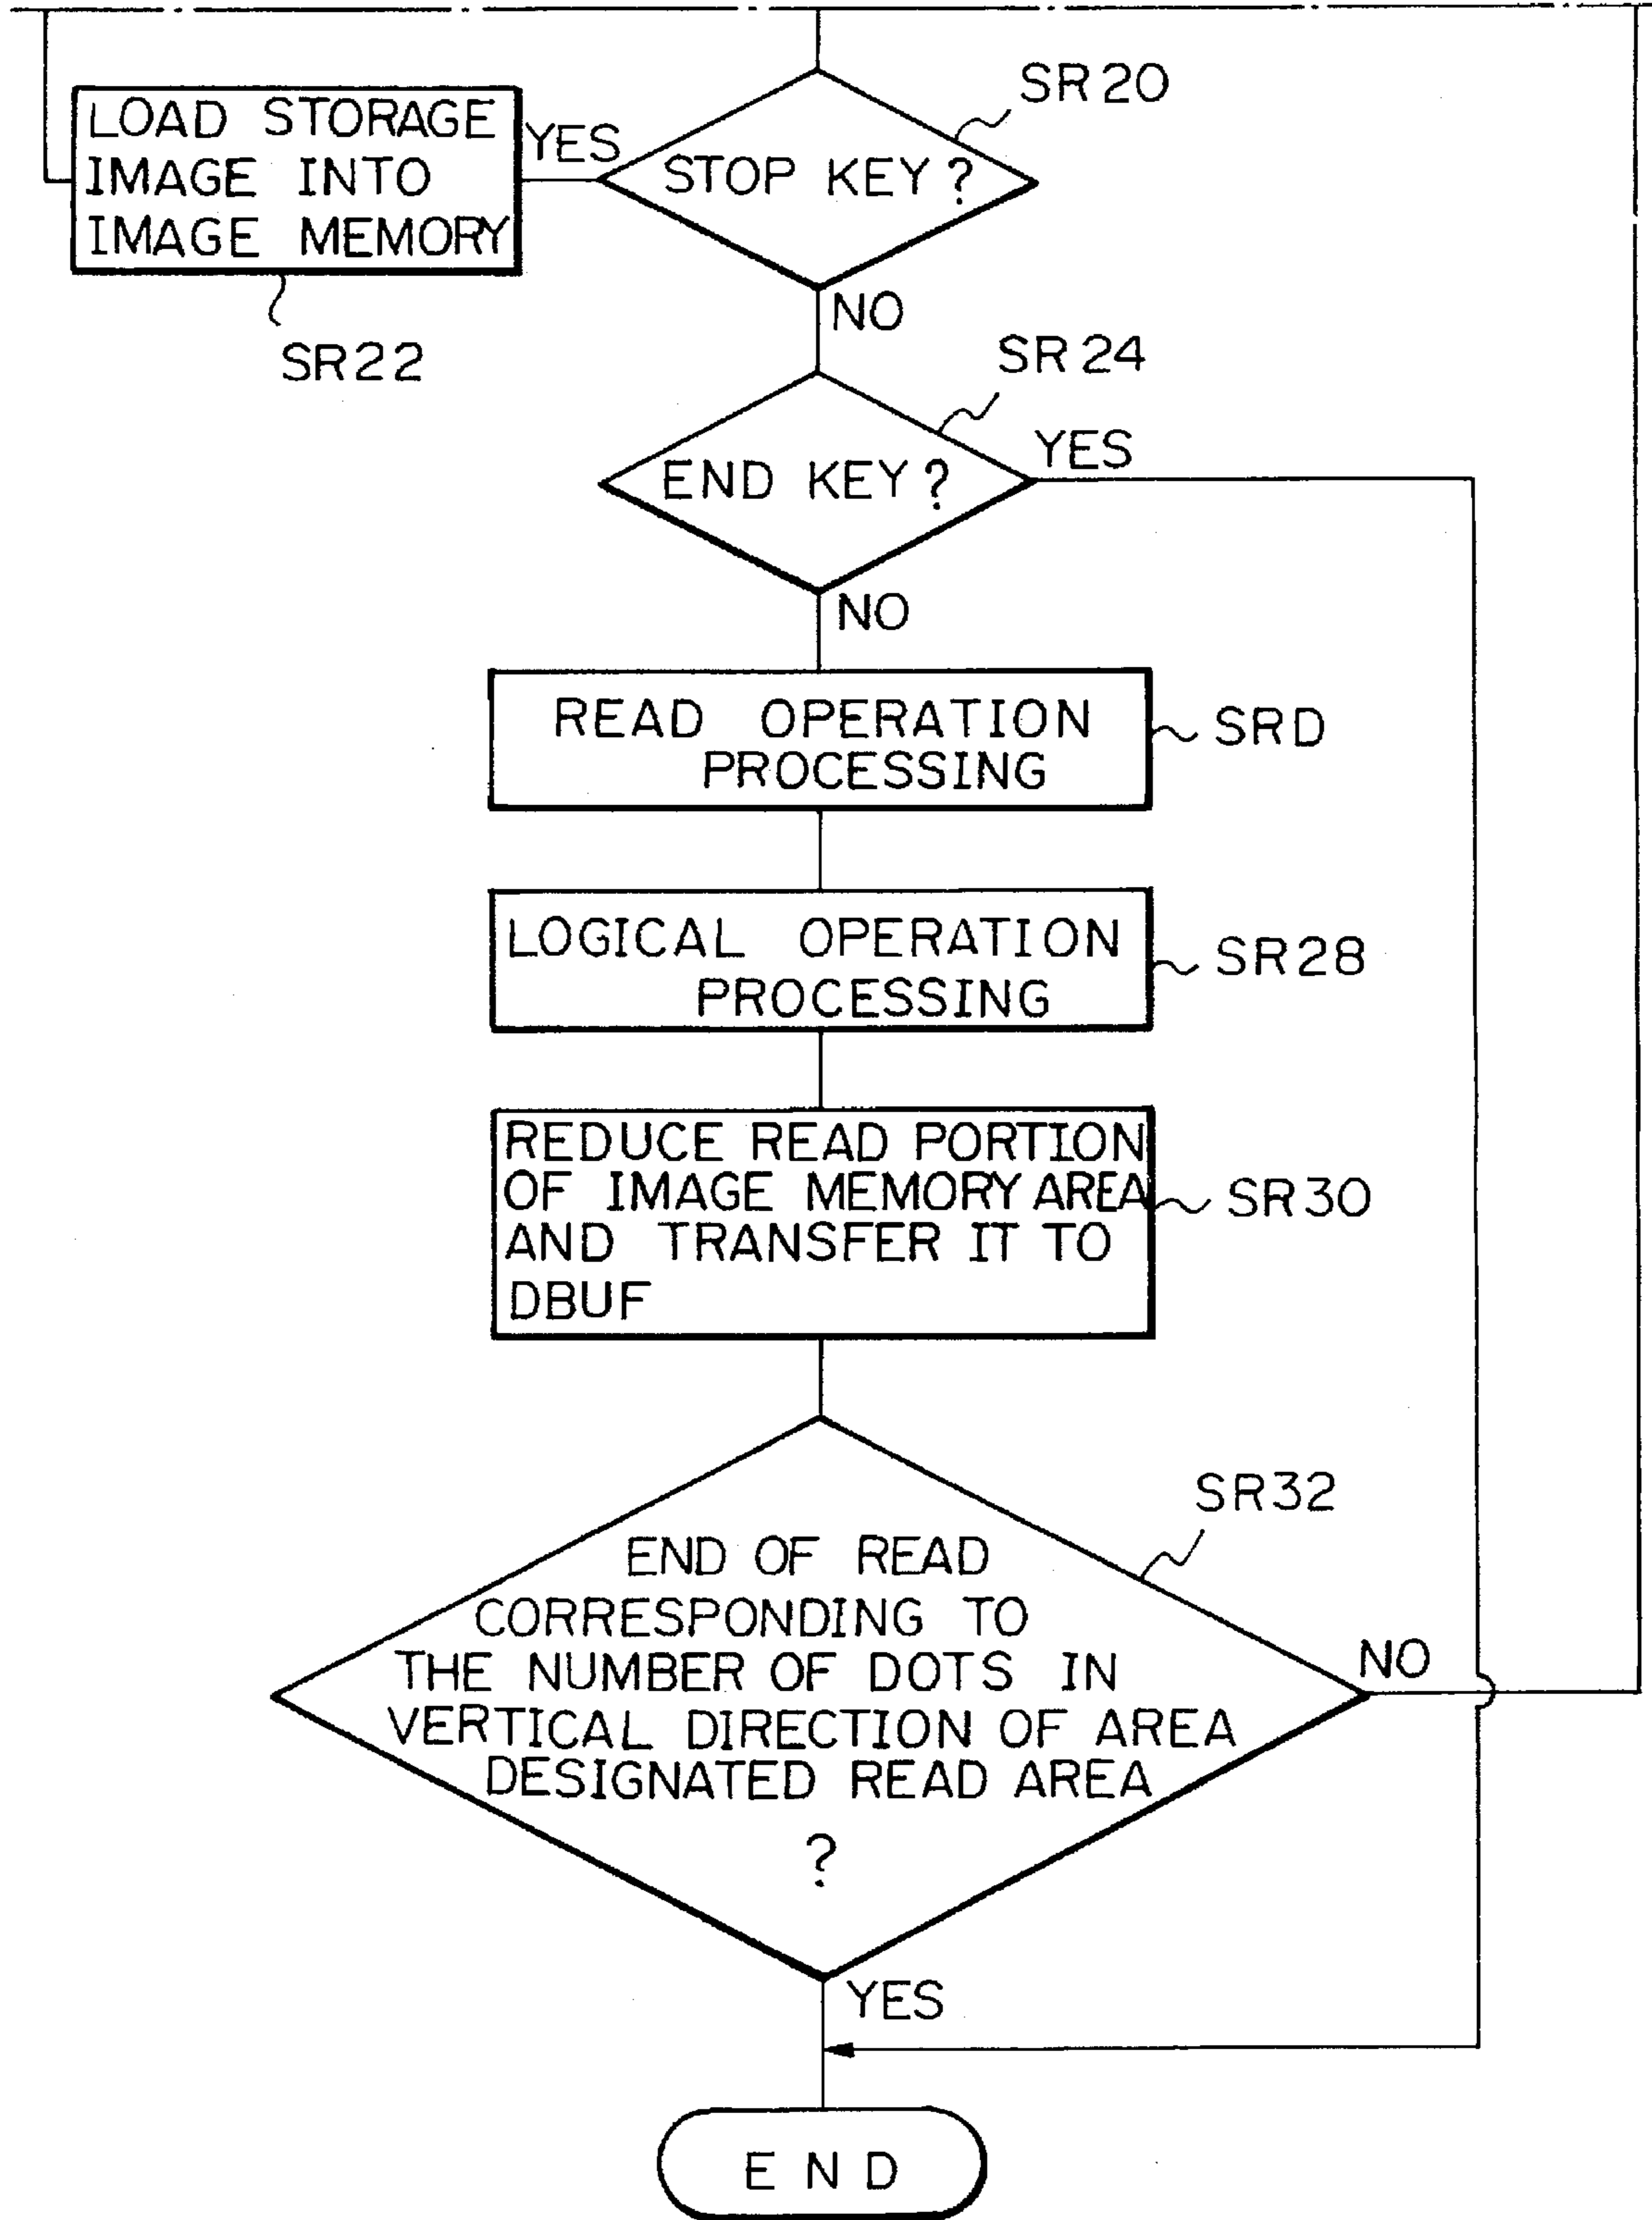 SR20
LOAD STORAGE
IMAGE INTO
IMAGE MEMORY
YES
STOP KEY?
NO
SR22
SR24
END KEY?
YES
NO
READ OPERATION
PROCESSING
SRD
LOGICAL OPERATION
PROCESSING
SR28
REDUCE READ PORTION
OF IMAGE MEMORY AREA
AND TRANSFER IT TO
DBUF
SR30
SR32
END OF READ
CORRESPONDING TO
THE NUMBER OF DOTS IN
VERTICAL DIRECTION OF AREA
DESIGNATED READ AREA
?
NO
YES
END